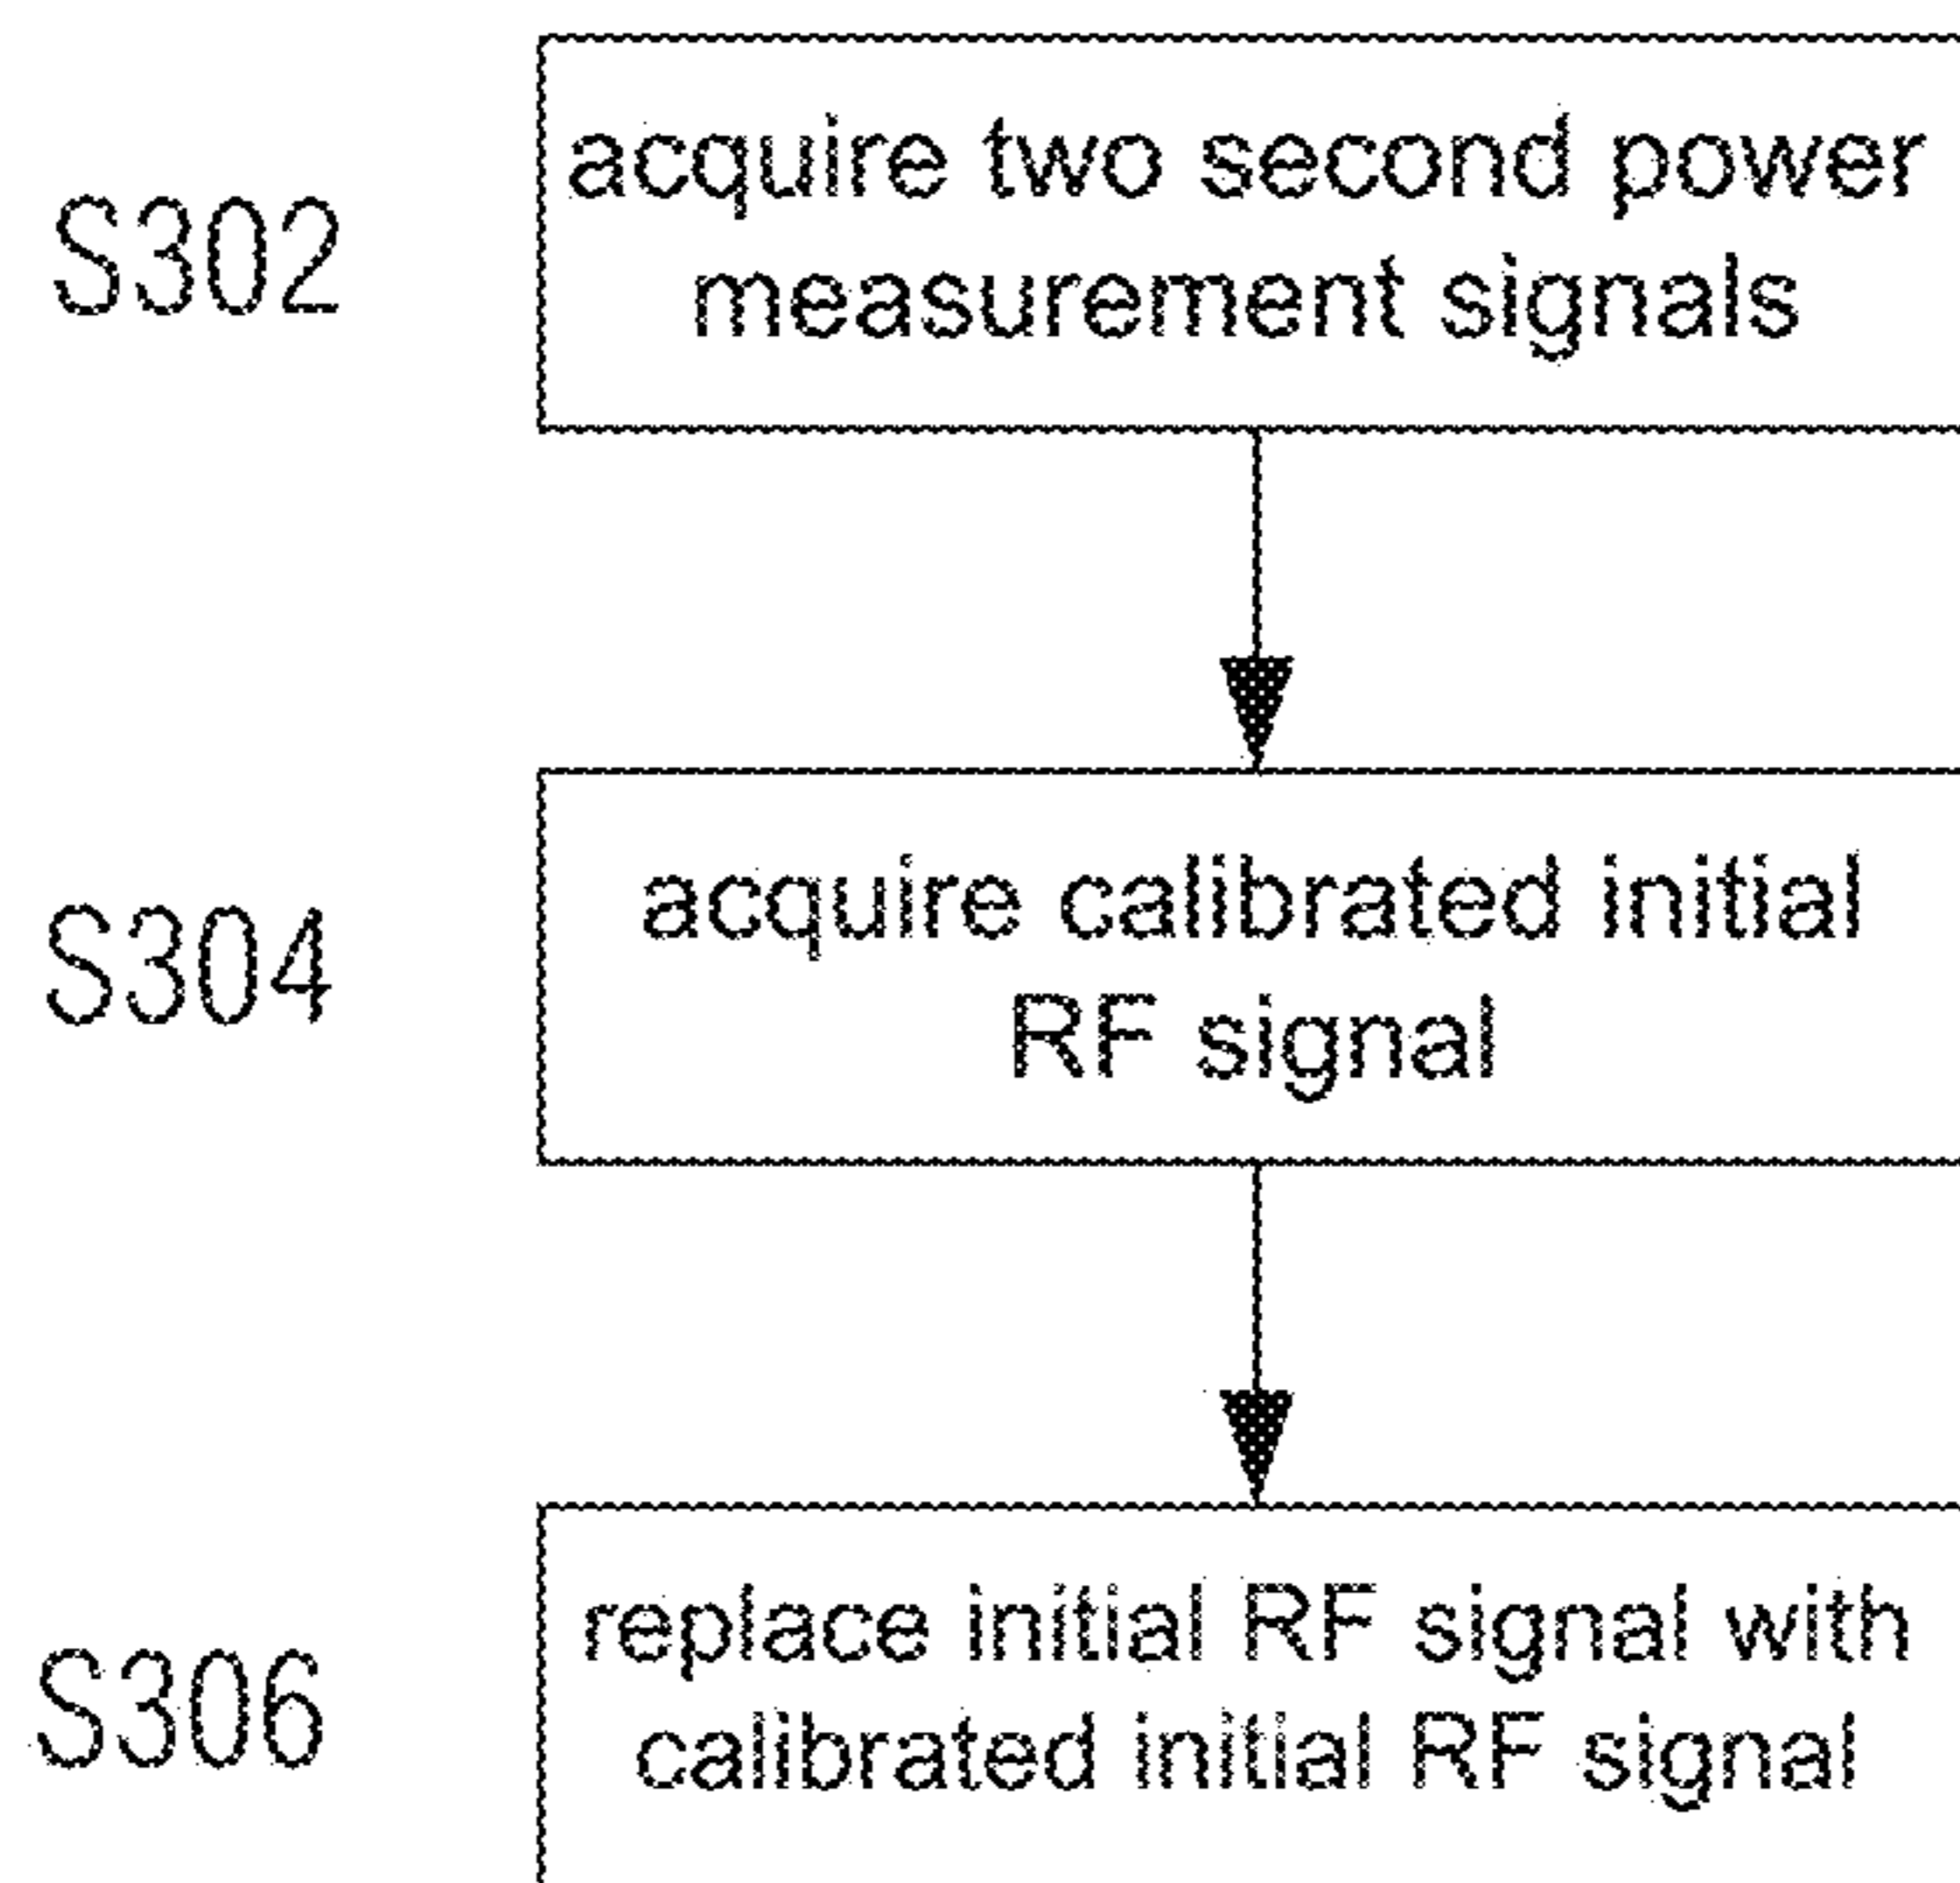 S302
acquire two second power
measurement signals
S304
acquire calibrated initial
RF signal
S306
replace initial RF signal with
calibrated initial RF signal